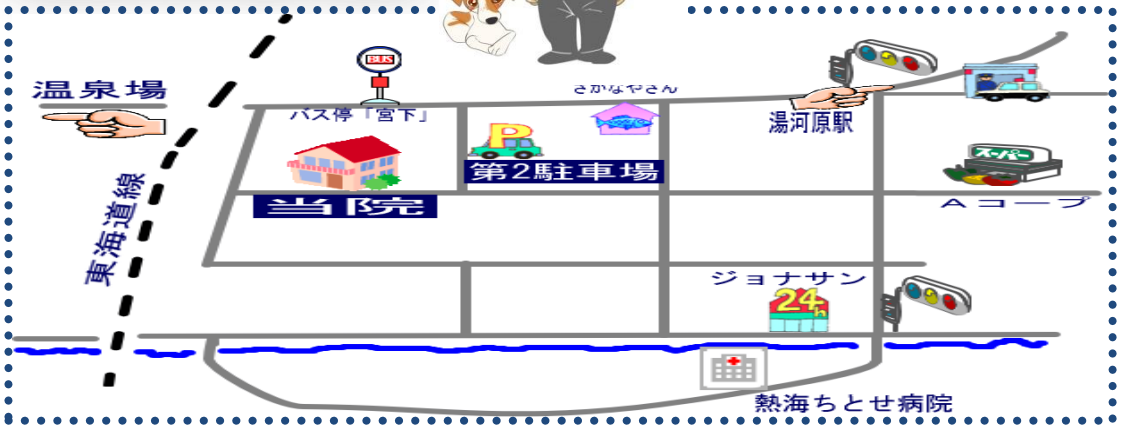 BUS
温泉場
さかなやさん
バス停「宮下」
湯河原駅
P
第2駐車場
スーパー
Aコープ
当院
東海道線
ジョナサン
24h
熱海ちとせ病院